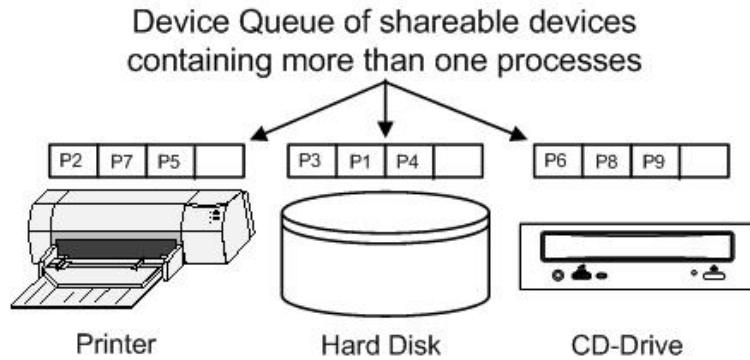 Device Queue of shareable devices
containing more than one processes
P2 P7 P5 P3 P1 P4 P6 P8 P9
Printer Hard Disk CD-Drive